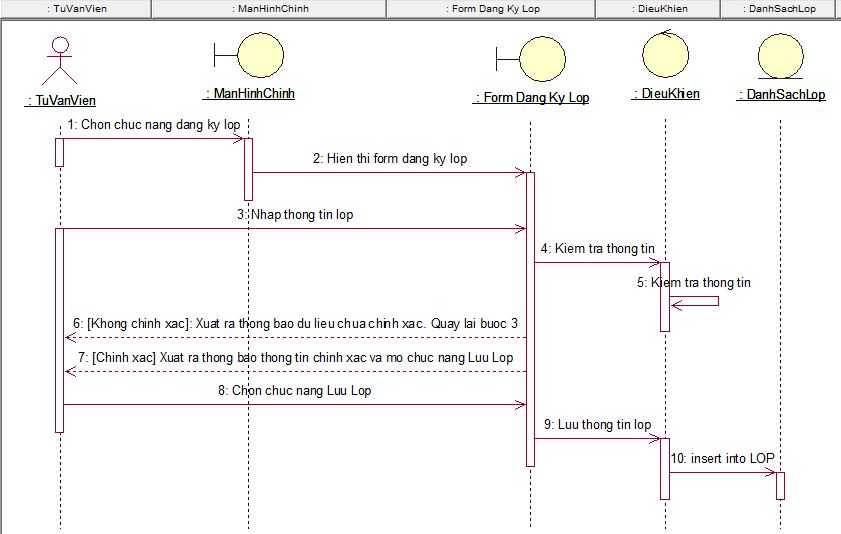 : TuVanVien
: ManHinhChinh
: Form Dang Ky Lop
: DieuKhien
: DanhSachLop
: TuVanVien
: ManHinhChinh
: Form Dang Ky Lop
: DieuKhien
: DanhSachLop
1: Chon chuc nang dang ky lop
2: Hien thi form dang ky lop
3: Nhap thong tin lop
4: Kiem tra thong tin
5: Kiem tra thong tin
6: [Khong chinh xac]: Xuat ra thong bao du lieu chua chinh xac. Quay lai buoc 3
7: [Chinh xac] Xuat ra thong bao thong tin chinh xac va mo chuc nang Luu Lop
8: Chon chuc nang Luu Lop
9: Luu thong tin lop
10: insert into LOP